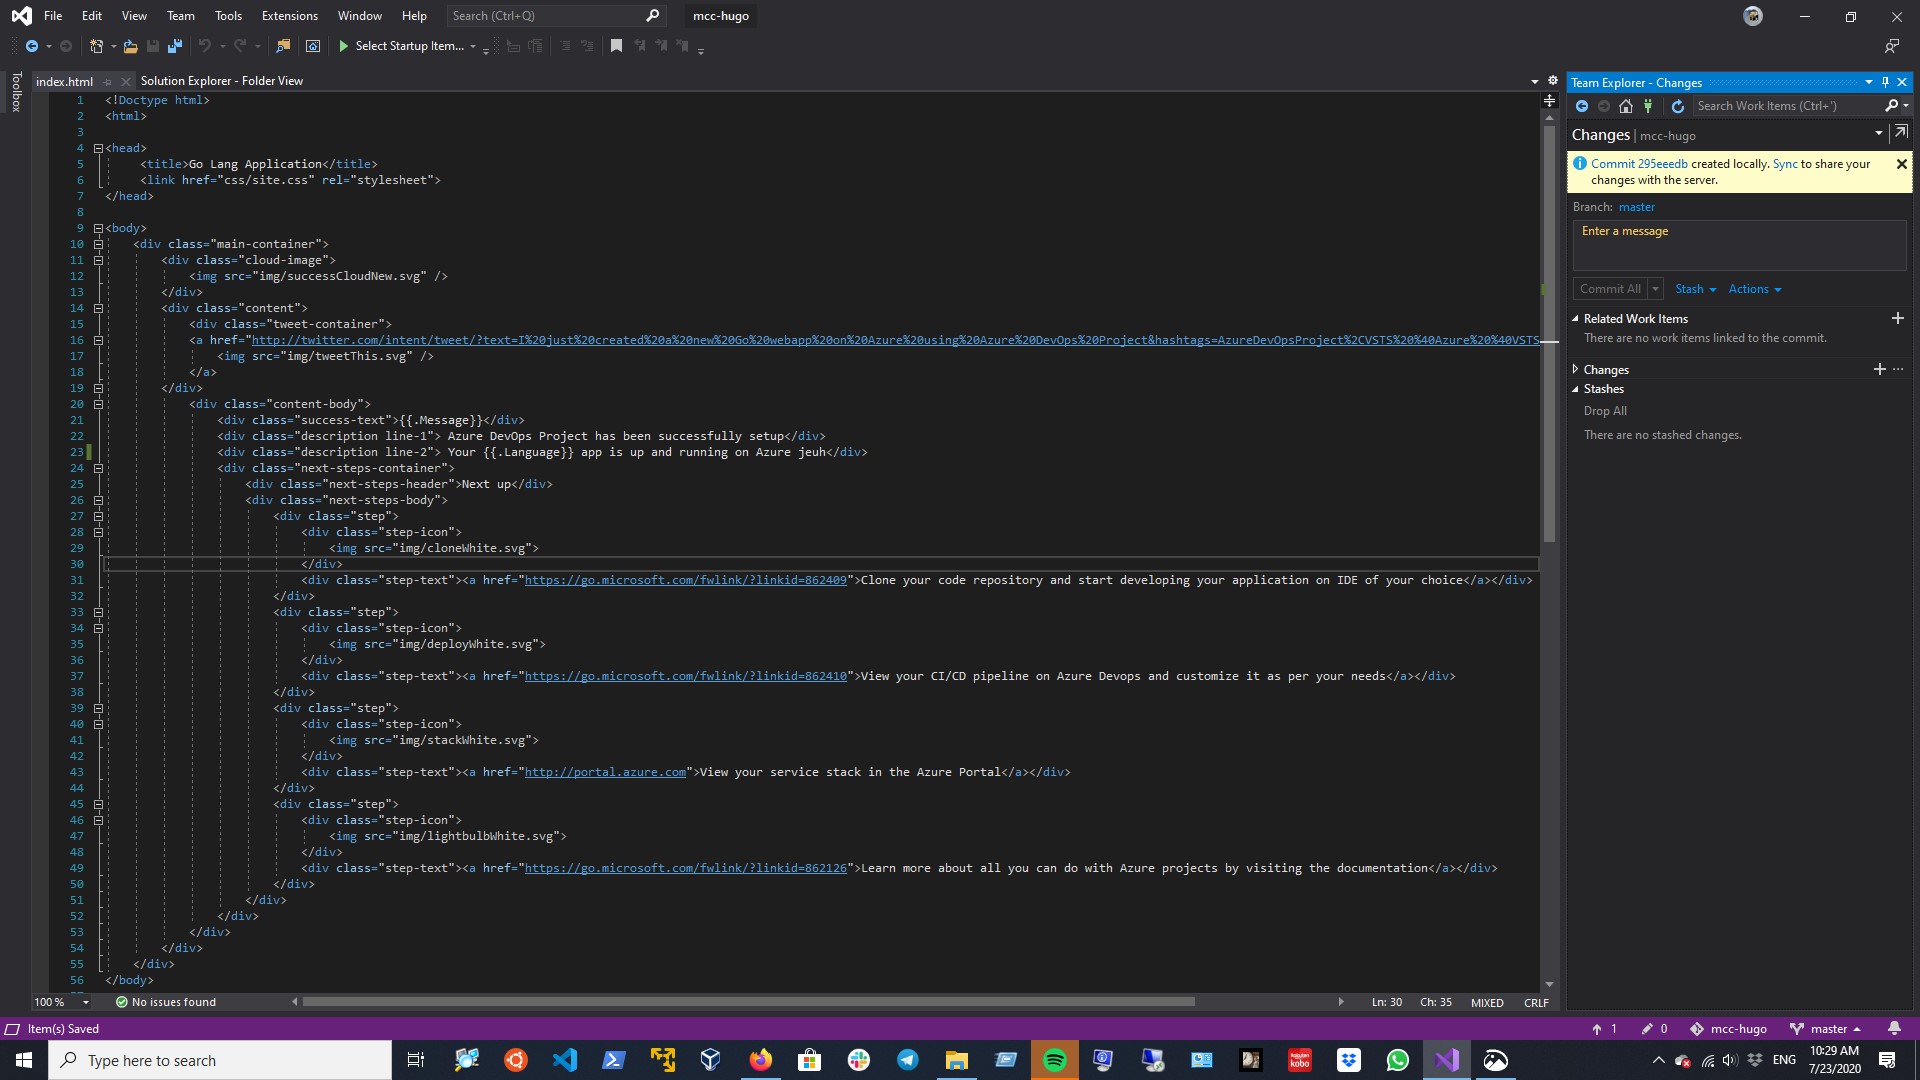 File Edit View Team Tools Extensions Window Help Search (Ctrl+Q) mcc-hugo
Select Startup Item...
Toolbox
index.html Solution Explorer - Folder View
1 <!Doctype html>
2 <html>
3
4 <head>
5 <title>Go Lang Application</title>
6 <link href="css/site.css" rel="stylesheet">
7 </head>
8
9 <body>
10 <div class="main-container">
11 <div class="cloud-image">
12 <img src="img/successCloudNew.svg" />
13 </div>
14 <div class="content">
15 <div class="tweet-container">
16 <a href="http://twitter.com/intent/tweet/?text=I%20just%20created%20a%20new%20Go%20webapp%20on%20Azure%20using%20Azure%20DevOps%20Project&hashtags=AzureDevOpsProject%2CVSTS%20%40Azure%20%40VSTS
17 <img src="img/tweetThis.svg" />
18 </a>
19 </div>
20 <div class="content-body">
21 <div class="success-text">{{.Message}}</div>
22 <div class="description line-1"> Azure DevOps Project has been successfully setup</div>
23 <div class="description line-2"> Your {{.Language}} app is up and running on Azure jeuh</div>
24 <div class="next-steps-container">
25 <div class="next-steps-header">Next up</div>
26 <div class="next-steps-body">
27 <div class="step">
28 <div class="step-icon">
29 <img src="img/cloneWhite.svg">
30 </div>
31 <div class="step-text"><a href="https://go.microsoft.com/fwlink/?linkid=862409">Clone your code repository and start developing your application on IDE of your choice</a></div>
32 </div>
33 <div class="step">
34 <div class="step-icon">
35 <img src="img/deployWhite.svg">
36 </div>
37 <div class="step-text"><a href="https://go.microsoft.com/fwlink/?linkid=862410">View your CI/CD pipeline on Azure Devops and customize it as per your needs</a></div>
38 </div>
39 <div class="step">
40 <div class="step-icon">
41 <img src="img/stackWhite.svg">
42 </div>
43 <div class="step-text"><a href="http://portal.azure.com">View your service stack in the Azure Portal</a></div>
44 </div>
45 <div class="step">
46 <div class="step-icon">
47 <img src="img/lightbulbWhite.svg">
48 </div>
49 <div class="step-text"><a href="https://go.microsoft.com/fwlink/?linkid=862126">Learn more about all you can do with Azure projects by visiting the documentation</a></div>
50 </div>
51 </div>
52 </div>
53 </div>
54 </div>
55 </div>
56 </body>
100 % No issues found Ln: 30 Ch: 35 MIXED CRLF
Team Explorer - Changes
Search Work Items (Ctrl+')
Changes | mcc-hugo
Commit 295eeedb created locally. Sync to share your
changes with the server.
Branch: master
Enter a message
Commit All Stash Actions
Related Work Items
There are no work items linked to the commit.
Changes
Stashes
Drop All
There are no stashed changes.
Item(s) Saved 1 0 mcc-hugo master
Type here to search
Rakuten
kobo
ENG
10:29 AM
7/23/2020